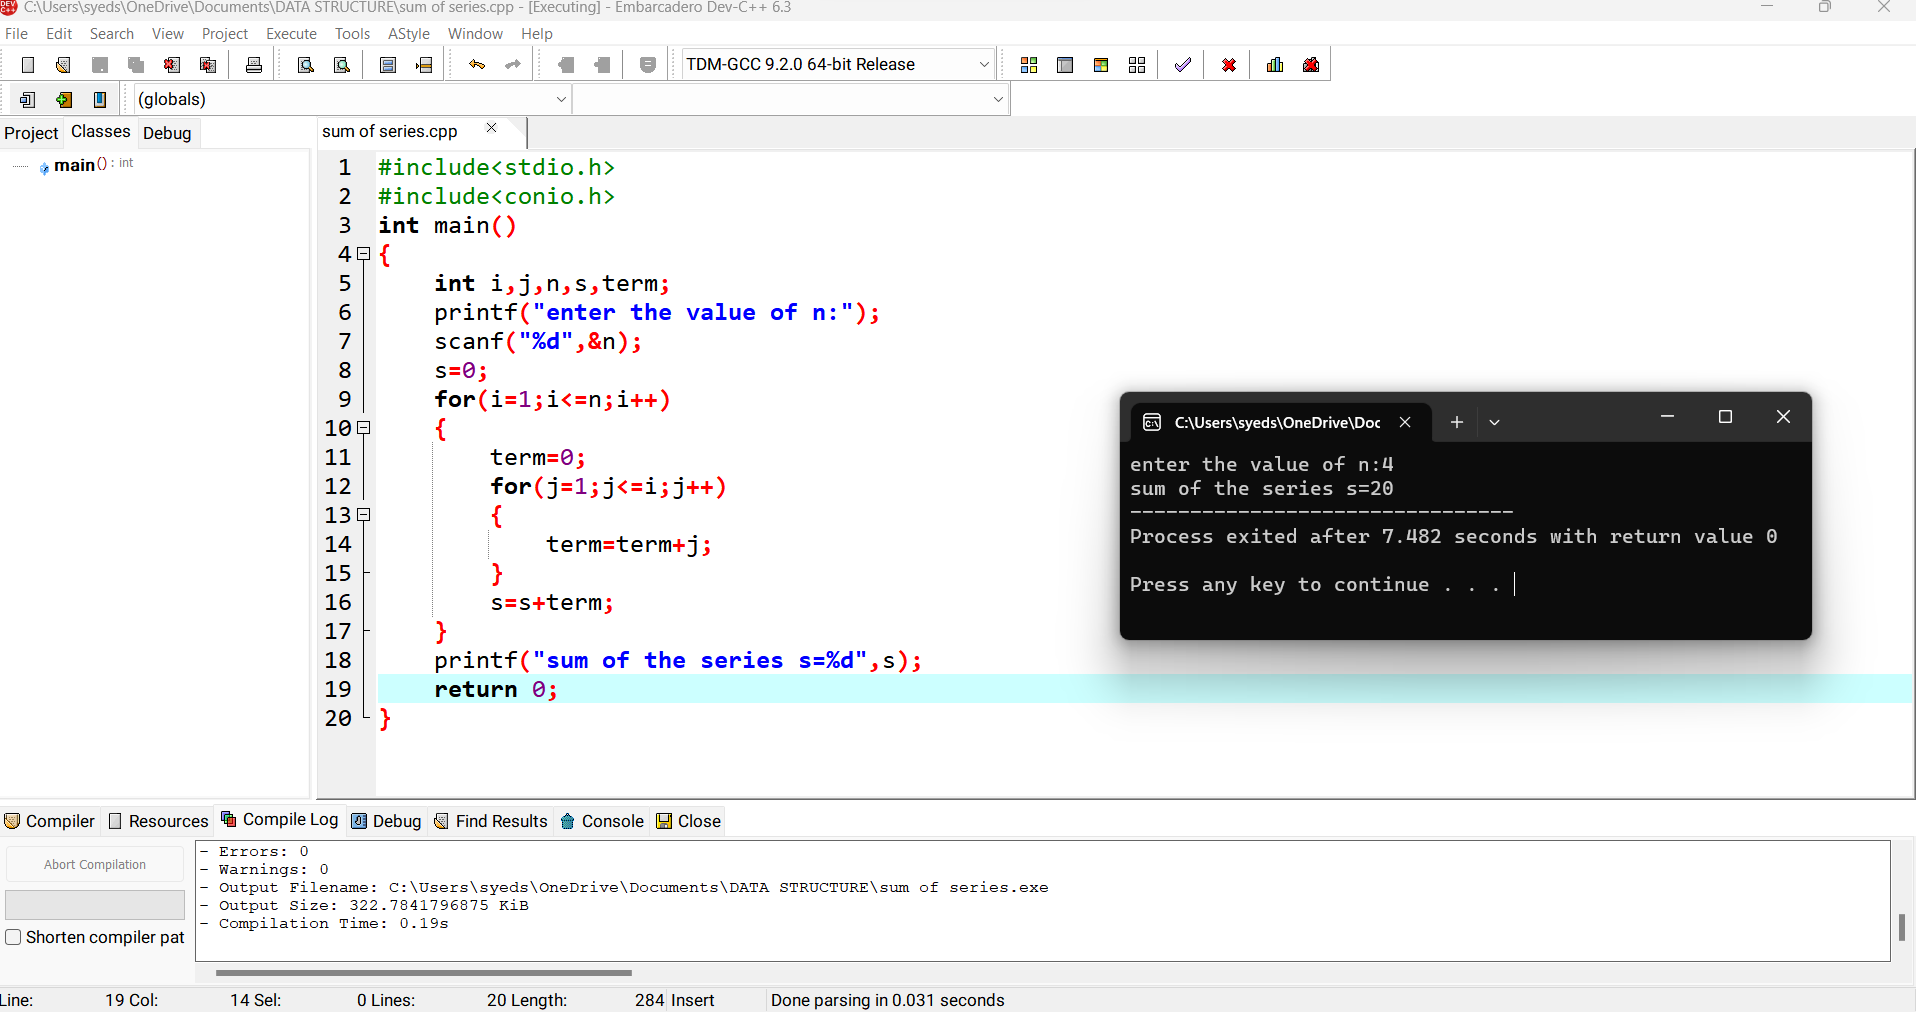 C:\Users\syeds\OneDrive\Documents\DATA STRUCTURE\sum of series.cpp - [Executing] - Embarcadero Dev-C++ 6.3
File Edit Search View Project Execute Tools AStyle Window Help
TDM-GCC 9.2.0 64-bit Release
(globals)
Project Classes Debug
sum of series.cpp
main() : int
1 #include<stdio.h>
2 #include<conio.h>
3 int main()
4 {
5 int i,j,n,s,term;
6 printf("enter the value of n:");
7 scanf("%d",&n);
8 s=0;
9 for(i=1;i<=n;i++)
10 {
11 term=0;
12 for(j=1;j<=i;j++)
13 {
14 term=term+j;
15 }
16 s=s+term;
17 }
18 printf("sum of the series s=%d",s);
19 return 0;
20 }
C:\Users\syeds\OneDrive\Doc
enter the value of n:4
sum of the series s=20
--------------------------------
Process exited after 7.482 seconds with return value 0
Press any key to continue . . .
Compiler Resources Compile Log Debug Find Results Console Close
Abort Compilation
Shorten compiler pat
- Errors: 0
- Warnings: 0
- Output Filename: C:\Users\syeds\OneDrive\Documents\DATA STRUCTURE\sum of series.exe
- Output Size: 322.7841796875 KiB
- Compilation Time: 0.19s
Line: 19 Col: 14 Sel: 0 Lines: 20 Length: 284 Insert Done parsing in 0.031 seconds